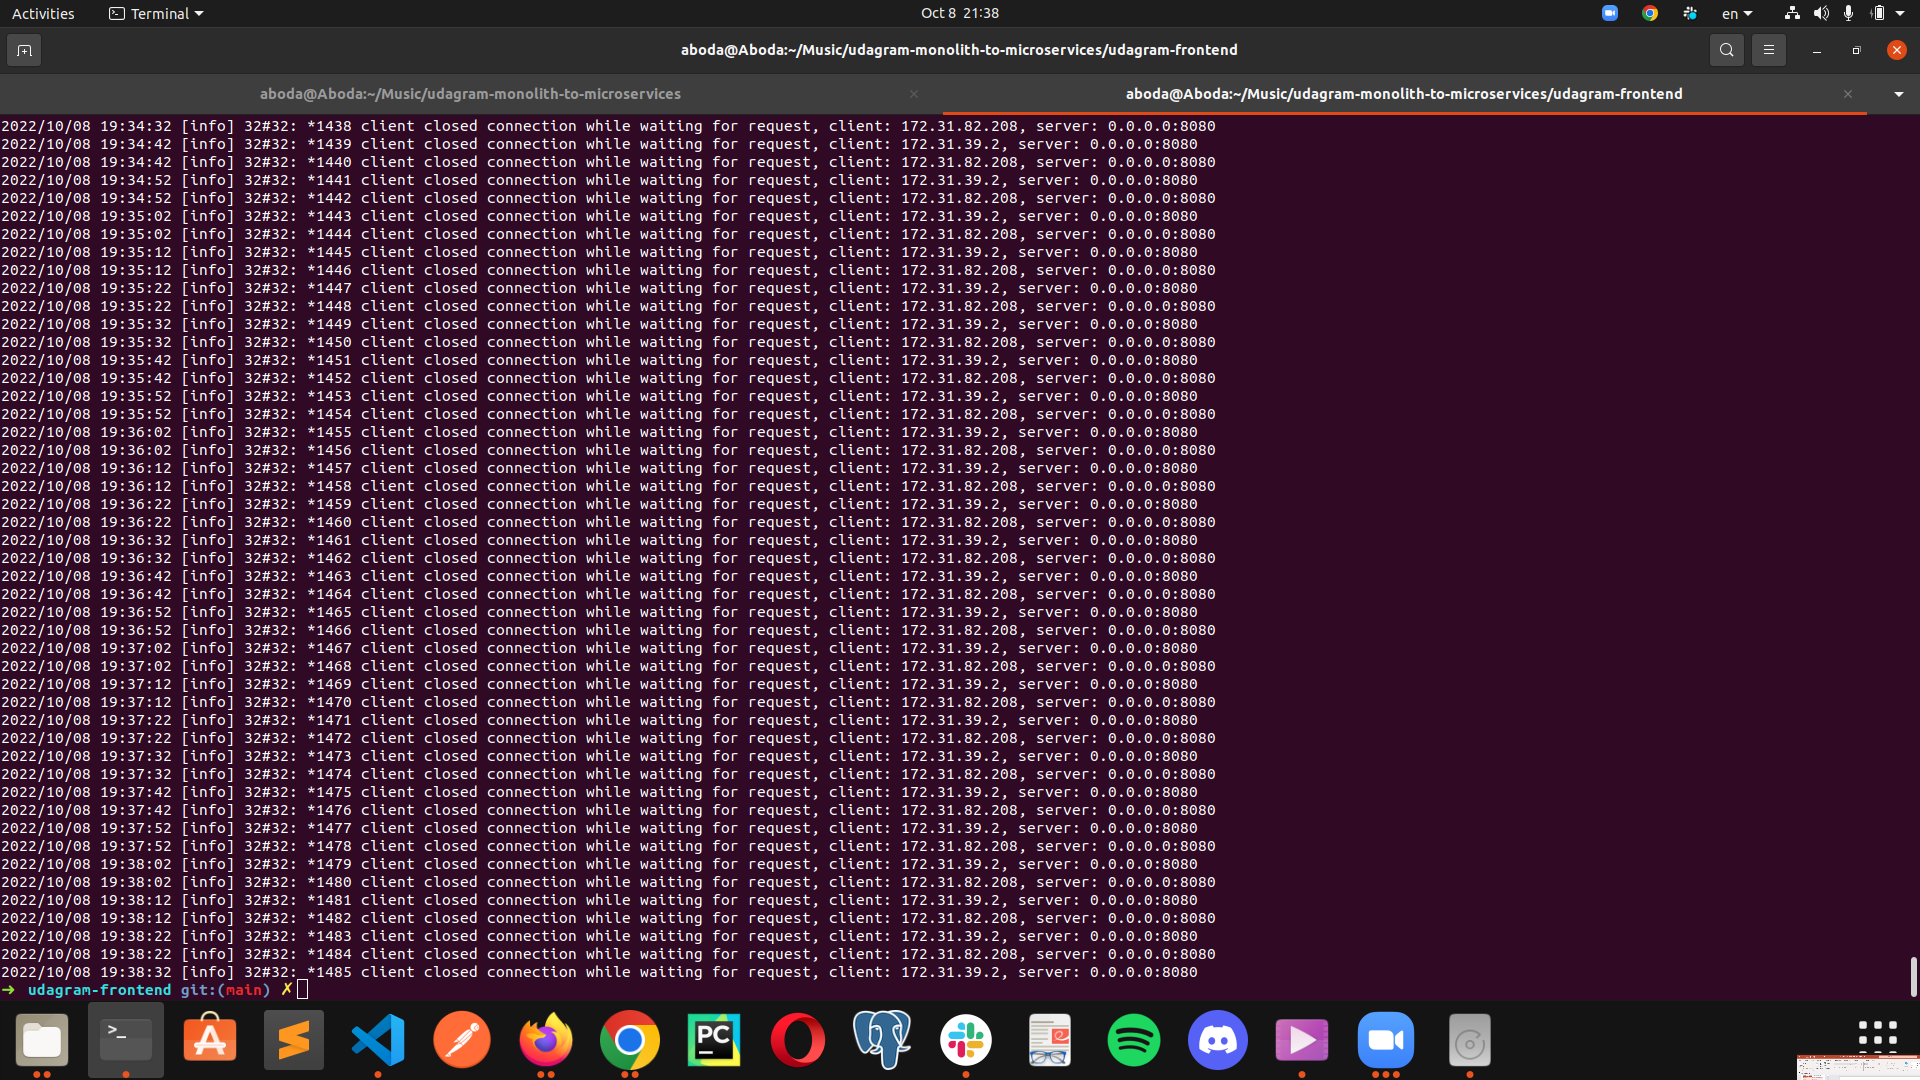 Activities
Terminal
Oct 8 21:38
en
aboda@Aboda:~/Music/udagram-monolith-to-microservices/udagram-frontend
aboda@Aboda:~/Music/udagram-monolith-to-microservices
aboda@Aboda:~/Music/udagram-monolith-to-microservices/udagram-frontend
2022/10/08 19:34:32 [info] 32#32: *1438 client closed connection while waiting for request, client: 172.31.82.208, server: 0.0.0.0:8080
2022/10/08 19:34:42 [info] 32#32: *1439 client closed connection while waiting for request, client: 172.31.39.2, server: 0.0.0.0:8080
2022/10/08 19:34:42 [info] 32#32: *1440 client closed connection while waiting for request, client: 172.31.82.208, server: 0.0.0.0:8080
2022/10/08 19:34:52 [info] 32#32: *1441 client closed connection while waiting for request, client: 172.31.39.2, server: 0.0.0.0:8080
2022/10/08 19:34:52 [info] 32#32: *1442 client closed connection while waiting for request, client: 172.31.82.208, server: 0.0.0.0:8080
2022/10/08 19:35:02 [info] 32#32: *1443 client closed connection while waiting for request, client: 172.31.39.2, server: 0.0.0.0:8080
2022/10/08 19:35:02 [info] 32#32: *1444 client closed connection while waiting for request, client: 172.31.82.208, server: 0.0.0.0:8080
2022/10/08 19:35:12 [info] 32#32: *1445 client closed connection while waiting for request, client: 172.31.39.2, server: 0.0.0.0:8080
2022/10/08 19:35:12 [info] 32#32: *1446 client closed connection while waiting for request, client: 172.31.82.208, server: 0.0.0.0:8080
2022/10/08 19:35:22 [info] 32#32: *1447 client closed connection while waiting for request, client: 172.31.39.2, server: 0.0.0.0:8080
2022/10/08 19:35:22 [info] 32#32: *1448 client closed connection while waiting for request, client: 172.31.82.208, server: 0.0.0.0:8080
2022/10/08 19:35:32 [info] 32#32: *1449 client closed connection while waiting for request, client: 172.31.39.2, server: 0.0.0.0:8080
2022/10/08 19:35:32 [info] 32#32: *1450 client closed connection while waiting for request, client: 172.31.82.208, server: 0.0.0.0:8080
2022/10/08 19:35:42 [info] 32#32: *1451 client closed connection while waiting for request, client: 172.31.39.2, server: 0.0.0.0:8080
2022/10/08 19:35:42 [info] 32#32: *1452 client closed connection while waiting for request, client: 172.31.82.208, server: 0.0.0.0:8080
2022/10/08 19:35:52 [info] 32#32: *1453 client closed connection while waiting for request, client: 172.31.39.2, server: 0.0.0.0:8080
2022/10/08 19:35:52 [info] 32#32: *1454 client closed connection while waiting for request, client: 172.31.82.208, server: 0.0.0.0:8080
2022/10/08 19:36:02 [info] 32#32: *1455 client closed connection while waiting for request, client: 172.31.39.2, server: 0.0.0.0:8080
2022/10/08 19:36:02 [info] 32#32: *1456 client closed connection while waiting for request, client: 172.31.82.208, server: 0.0.0.0:8080
2022/10/08 19:36:12 [info] 32#32: *1457 client closed connection while waiting for request, client: 172.31.39.2, server: 0.0.0.0:8080
2022/10/08 19:36:12 [info] 32#32: *1458 client closed connection while waiting for request, client: 172.31.82.208, server: 0.0.0.0:8080
2022/10/08 19:36:22 [info] 32#32: *1459 client closed connection while waiting for request, client: 172.31.39.2, server: 0.0.0.0:8080
2022/10/08 19:36:22 [info] 32#32: *1460 client closed connection while waiting for request, client: 172.31.82.208, server: 0.0.0.0:8080
2022/10/08 19:36:32 [info] 32#32: *1461 client closed connection while waiting for request, client: 172.31.39.2, server: 0.0.0.0:8080
2022/10/08 19:36:32 [info] 32#32: *1462 client closed connection while waiting for request, client: 172.31.82.208, server: 0.0.0.0:8080
2022/10/08 19:36:42 [info] 32#32: *1463 client closed connection while waiting for request, client: 172.31.39.2, server: 0.0.0.0:8080
2022/10/08 19:36:42 [info] 32#32: *1464 client closed connection while waiting for request, client: 172.31.82.208, server: 0.0.0.0:8080
2022/10/08 19:36:52 [info] 32#32: *1465 client closed connection while waiting for request, client: 172.31.39.2, server: 0.0.0.0:8080
2022/10/08 19:36:52 [info] 32#32: *1466 client closed connection while waiting for request, client: 172.31.82.208, server: 0.0.0.0:8080
2022/10/08 19:37:02 [info] 32#32: *1467 client closed connection while waiting for request, client: 172.31.39.2, server: 0.0.0.0:8080
2022/10/08 19:37:02 [info] 32#32: *1468 client closed connection while waiting for request, client: 172.31.82.208, server: 0.0.0.0:8080
2022/10/08 19:37:12 [info] 32#32: *1469 client closed connection while waiting for request, client: 172.31.39.2, server: 0.0.0.0:8080
2022/10/08 19:37:12 [info] 32#32: *1470 client closed connection while waiting for request, client: 172.31.82.208, server: 0.0.0.0:8080
2022/10/08 19:37:22 [info] 32#32: *1471 client closed connection while waiting for request, client: 172.31.39.2, server: 0.0.0.0:8080
2022/10/08 19:37:22 [info] 32#32: *1472 client closed connection while waiting for request, client: 172.31.82.208, server: 0.0.0.0:8080
2022/10/08 19:37:32 [info] 32#32: *1473 client closed connection while waiting for request, client: 172.31.39.2, server: 0.0.0.0:8080
2022/10/08 19:37:32 [info] 32#32: *1474 client closed connection while waiting for request, client: 172.31.82.208, server: 0.0.0.0:8080
2022/10/08 19:37:42 [info] 32#32: *1475 client closed connection while waiting for request, client: 172.31.39.2, server: 0.0.0.0:8080
2022/10/08 19:37:42 [info] 32#32: *1476 client closed connection while waiting for request, client: 172.31.82.208, server: 0.0.0.0:8080
2022/10/08 19:37:52 [info] 32#32: *1477 client closed connection while waiting for request, client: 172.31.39.2, server: 0.0.0.0:8080
2022/10/08 19:37:52 [info] 32#32: *1478 client closed connection while waiting for request, client: 172.31.82.208, server: 0.0.0.0:8080
2022/10/08 19:38:02 [info] 32#32: *1479 client closed connection while waiting for request, client: 172.31.39.2, server: 0.0.0.0:8080
2022/10/08 19:38:02 [info] 32#32: *1480 client closed connection while waiting for request, client: 172.31.82.208, server: 0.0.0.0:8080
2022/10/08 19:38:12 [info] 32#32: *1481 client closed connection while waiting for request, client: 172.31.39.2, server: 0.0.0.0:8080
2022/10/08 19:38:12 [info] 32#32: *1482 client closed connection while waiting for request, client: 172.31.82.208, server: 0.0.0.0:8080
2022/10/08 19:38:22 [info] 32#32: *1483 client closed connection while waiting for request, client: 172.31.39.2, server: 0.0.0.0:8080
2022/10/08 19:38:22 [info] 32#32: *1484 client closed connection while waiting for request, client: 172.31.82.208, server: 0.0.0.0:8080
2022/10/08 19:38:32 [info] 32#32: *1485 client closed connection while waiting for request, client: 172.31.39.2, server: 0.0.0.0:8080
➜ udagram-frontend git:(main) ✗
PC